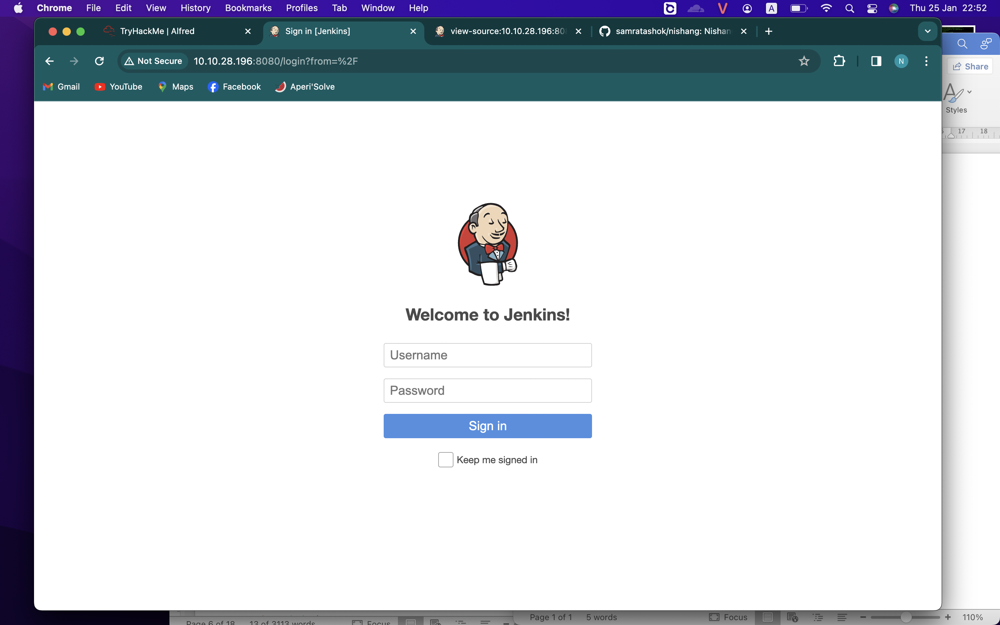 Chrome File Edit View History Bookmarks Profiles Tab Window Help A Thu 25 Jan 22:52
TryHackMe | Alfred Sign in [Jenkins] view-source:10.10.28.196:80 samratashok/nishang: Nishan
Not Secure 10.10.28.196:8080/login?from=%2F N
Share
Gmail YouTube Maps Facebook Aperi'Solve
Styles
17 18
Welcome to Jenkins!
Username
Password
Sign in
Keep me signed in
Page 6 of 18 13 of 3113 words Focus
Page 1 of 1 5 words Focus 110%